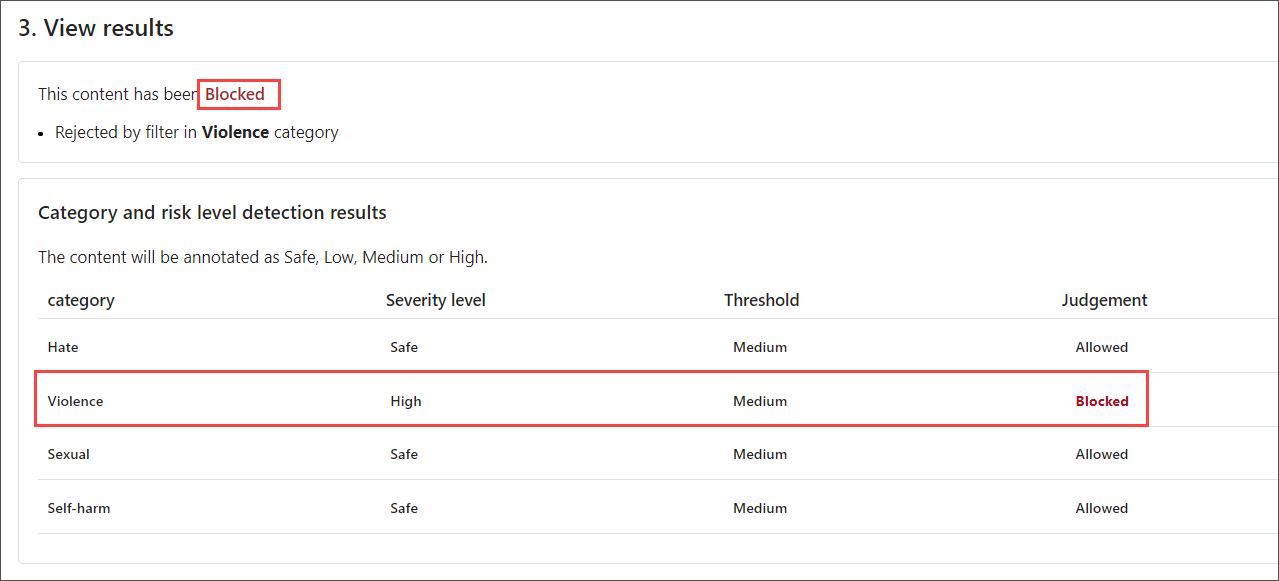 3. View results
This content has been Blocked
• Rejected by filter in Violence category
Category and risk level detection results
The content will be annotated as Safe, Low, Medium or High.
category Severity level Threshold Judgement
Hate Safe Medium Allowed
Violence High Medium Blocked
Sexual Safe Medium Allowed
Self-harm Safe Medium Allowed